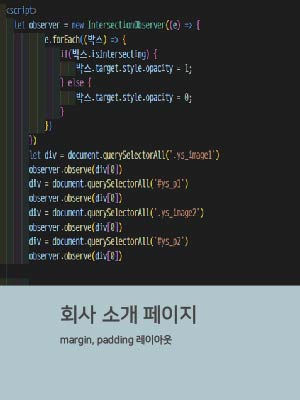 <script>
let observer = new IntersectionObserver((e) => {
e.forEach((박스) => {
if(박스.isIntersecting) {
박스.target.style.opacity = 1;
} else {
박스.target.style.opacity = 0;
}
})
})
let div = document.querySelectorAll('.ys_image1')
observer.observe(div[0])
div = document.querySelectorAll('#ys_p1')
observer.observe(div[0])
div = document.querySelectorAll('.ys_image2')
observer.observe(div[0])
div = document.querySelectorAll('#ys_p2')
observer.observe(div[0])
회사 소개 페이지
margin, padding 레이아웃